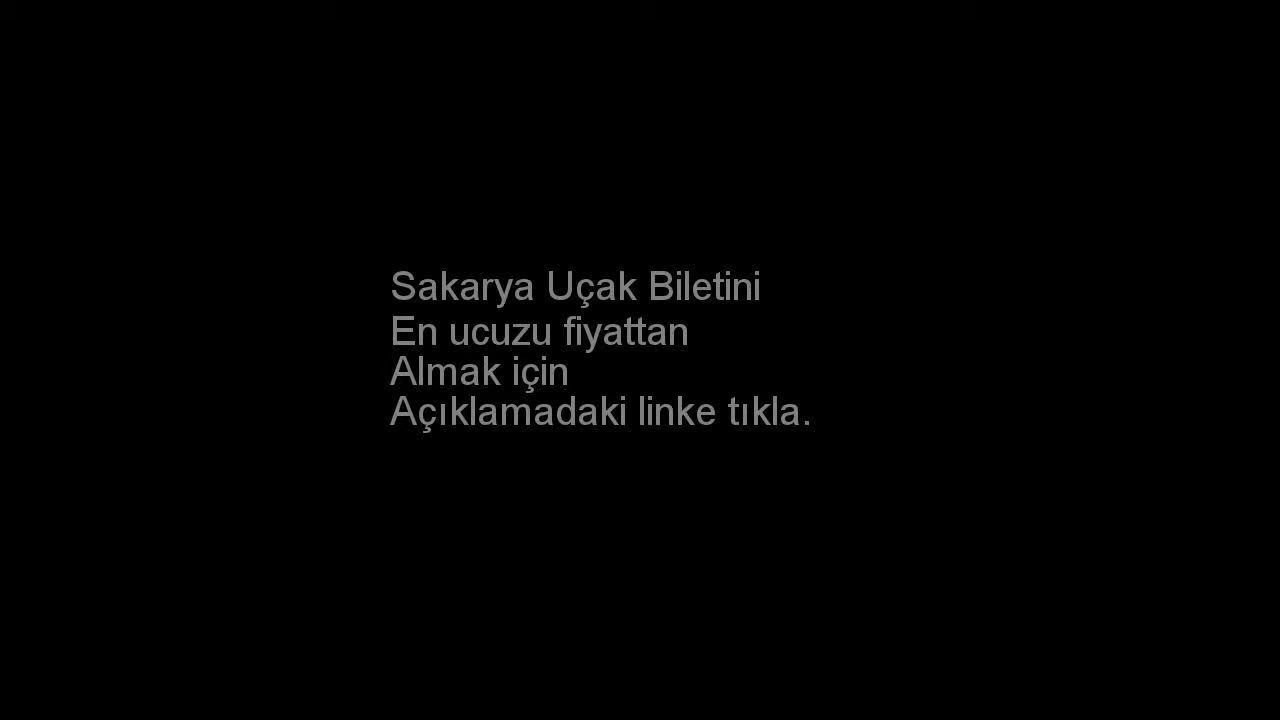 Sakarya Uçak Biletini
En ucuzu fiyattan
Almak için
Açıklamadaki linke tıkla.